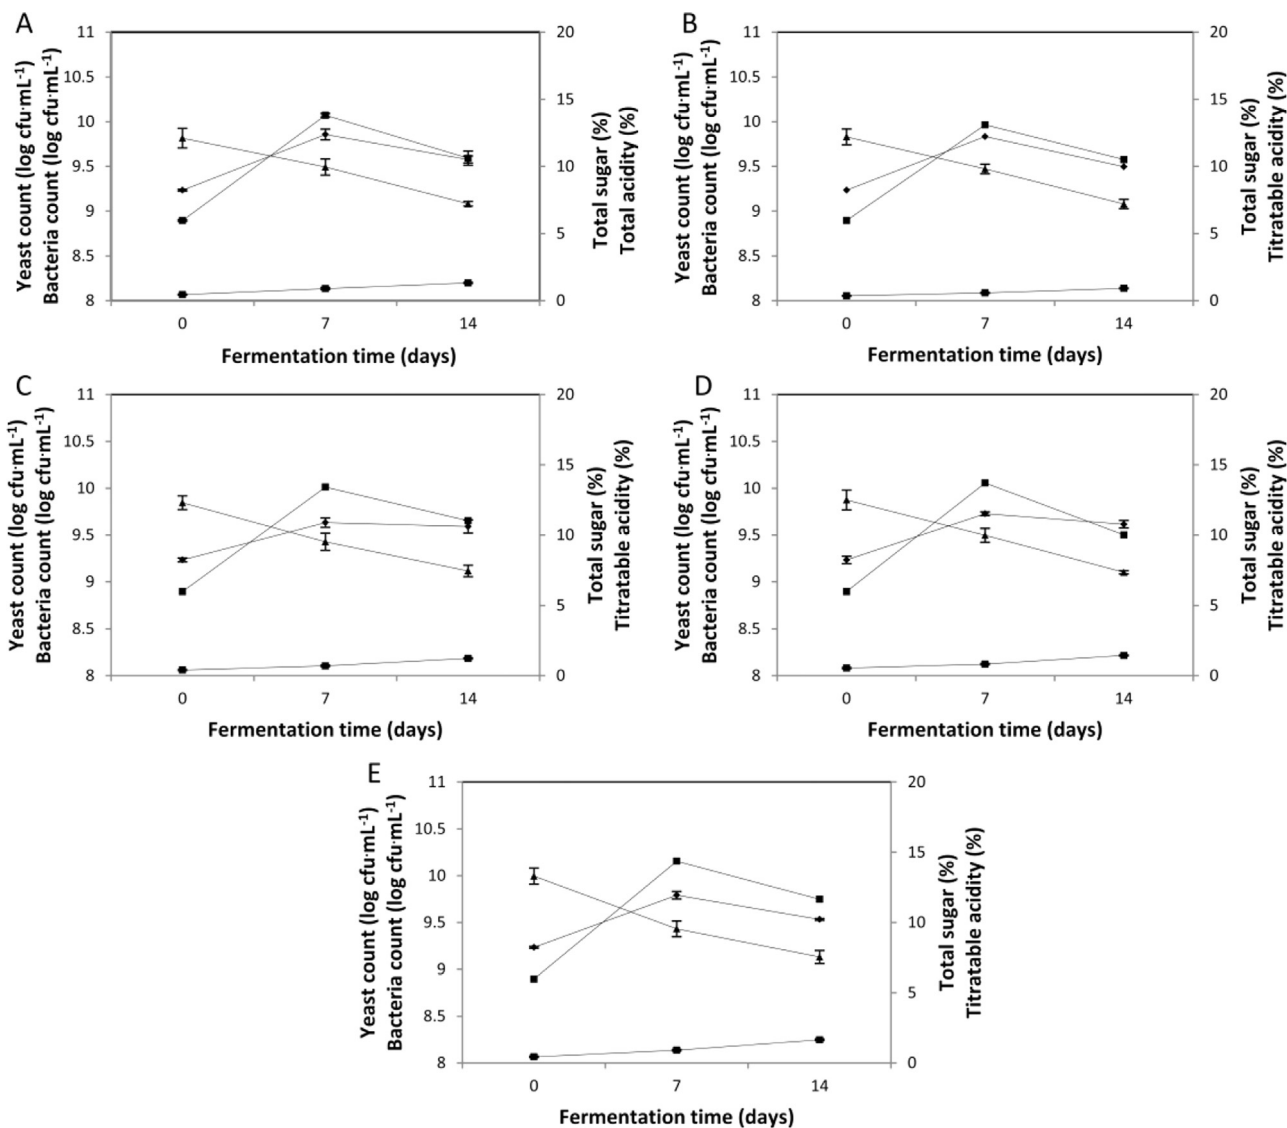 A
Yeast count (log cfu·mL-1)
Bacteria count (log cfu·mL-1)
11
10.5
10
9.5
9
8.5
8
20
15
10
5
0
Total sugar (%)
Total acidity (%)
0 7 14
Fermentation time (days)
B
Yeast count (log cfu·mL-1)
Bacteria count (log cfu·mL-1)
11
10.5
10
9.5
9
8.5
8
20
15
10
5
0
Total sugar (%)
Titratable acidity (%)
0 7 14
Fermentation time (days)
C
Yeast count (log cfu·mL-1)
Bacteria count (log cfu·mL-1)
11
10.5
10
9.5
9
8.5
8
20
15
10
5
0
Total sugar (%)
Titratable acidity (%)
0 7 14
Fermentation time (days)
D
Yeast count (log cfu·mL-1)
Bacteria count (log cfu·mL-1)
11
10.5
10
9.5
9
8.5
8
20
15
10
5
0
Total sugar (%)
Titratable acidity (%)
0 7 14
Fermentation time (days)
E
Yeast count (log cfu·mL-1)
Bacteria count (log cfu·mL-1)
11
10.5
10
9.5
9
8.5
8
20
15
10
5
0
Total sugar (%)
Titratable acidity (%)
0 7 14
Fermentation time (days)